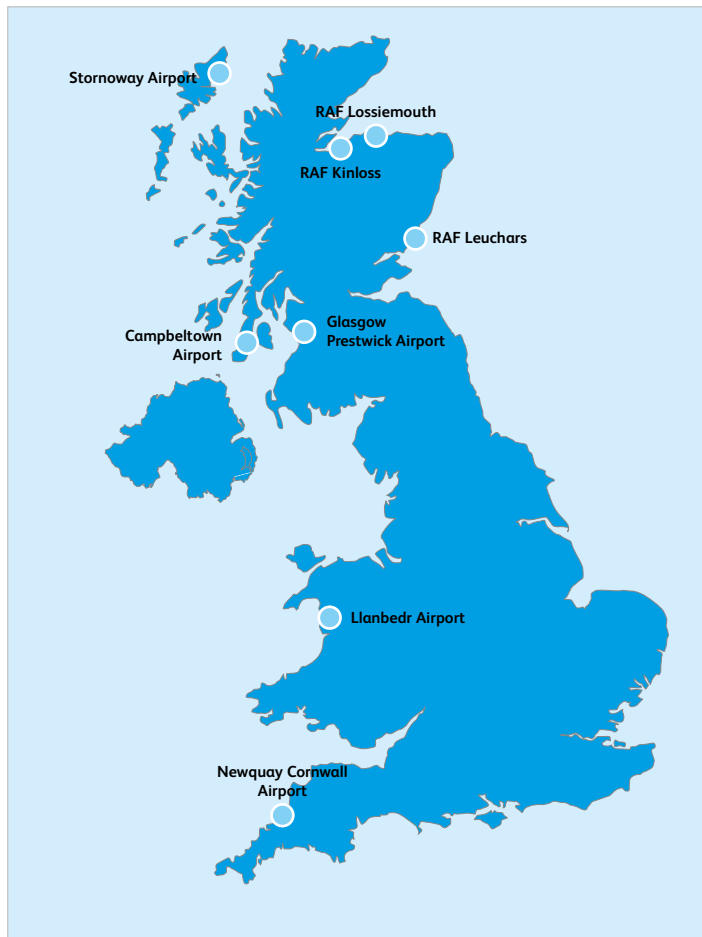 Stornoway Airport
RAF Lossiemouth
RAF Kinloss
RAF Leuchars
Glasgow
Prestwick Airport
Campbeltown
Airport
Llanbedr Airport
Newquay Cornwall
Airport